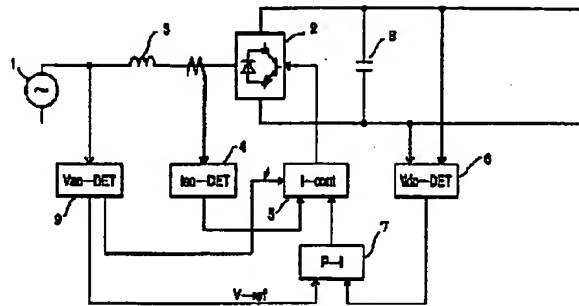 3
2
8
1
4
Vac-DET
Iac-DET
φ
I-cont
Vdc-DET
6
9
5
7
P-I
V-ref